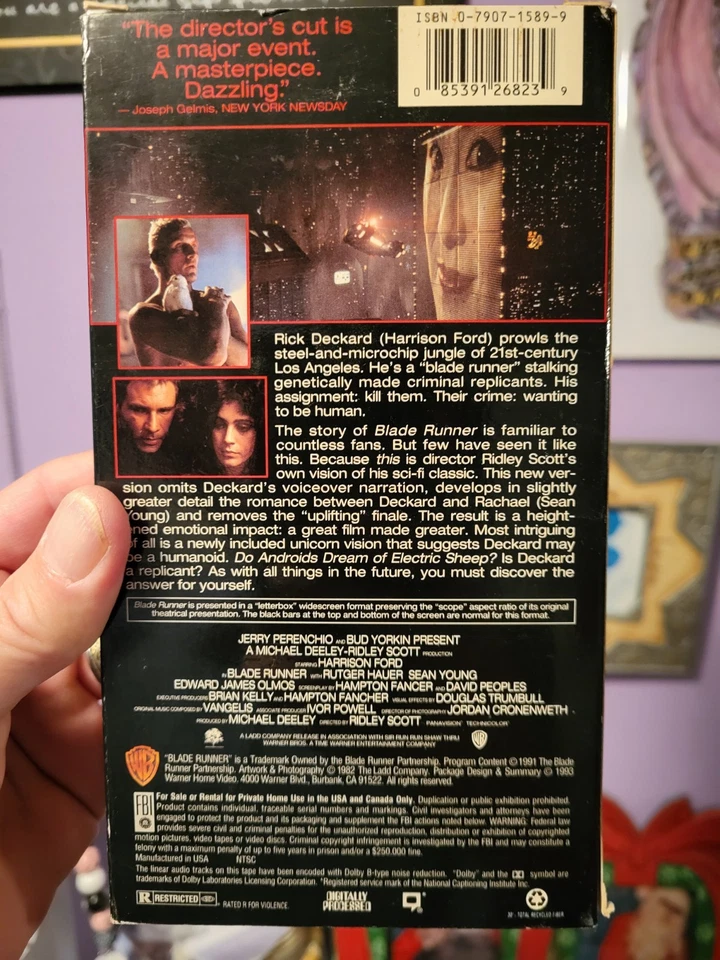 "The director's cut is
a major event.
A masterpiece.
Dazzling."
— Joseph Gelmis, NEW YORK NEWSDAY
ISBN 0-7907-1589-9
0 85391 26823 9
Rick Deckard (Harrison Ford) prowls the
steel-and-microchip jungle of 21st-century
Los Angeles. He's a "blade runner" stalking
genetically made criminal replicants. His
assignment: kill them. Their crime: wanting
to be human.
The story of Blade Runner is familiar to
countless fans. But few have seen it like
this. Because this is director Ridley Scott's
own vision of his sci-fi classic. This new ver-
sion omits Deckard's voiceover narration, develops in slightly
greater detail the romance between Deckard and Rachael (Sean
Young) and removes the "uplifting" finale. The result is a height-
ened emotional impact: a great film made greater. Most intriguing
of all is a newly included unicorn vision that suggests Deckard may
be a humanoid. Do Androids Dream of Electric Sheep? Is Deckard
a replicant? As with all things in the future, you must discover the
answer for yourself.
Blade Runner is presented in a "letterbox" widescreen format preserving the "scope" aspect ratio of its original
theatrical presentation. The black bars at the top and bottom of the screen are normal for this format.
JERRY PERENCHIO AND BUD YORKIN PRESENT
A MICHAEL DEELEY-RIDLEY SCOTT PRODUCTION
STARRING HARRISON FORD
IN BLADE RUNNER WITH RUTGER HAUER SEAN YOUNG
EDWARD JAMES OLMOS SCREENPLAY BY HAMPTON FANCER AND DAVID PEOPLES
EXECUTIVE PRODUCERS BRIAN KELLY AND HAMPTON FANCHER VISUAL EFFECTS BY DOUGLAS TRUMBULL
ORIGINAL MUSIC COMPOSED BY VANGELIS ASSOCIATE PRODUCER IVOR POWELL DIRECTOR OF PHOTOGRAPHY JORDAN CRONENWETH
PRODUCED BY MICHAEL DEELEY DIRECTED BY RIDLEY SCOTT PANAVISION® TECHNICOLOR®
A LADD COMPANY RELEASE IN ASSOCIATION WITH SIR RUN RUN SHAW THRU
WARNER BROS. A TIME WARNER ENTERTAINMENT COMPANY
"BLADE RUNNER" is a Trademark Owned by the Blade Runner Partnership. Program Content © 1991 The Blade
Runner Partnership. Artwork & Photography © 1982 The Ladd Company. Package Design & Summary © 1993
Warner Home Video. 4000 Warner Blvd., Burbank, CA 91522. All rights reserved.
FBI
For Sale or Rental for Private Home Use in the USA and Canada Only. Duplication or public exhibition prohibited.
Product contains individual, traceable serial numbers and markings. Civil investigators and attorneys have been
engaged to protect the product and its packaging and supplement the FBI actions noted below. WARNING: Federal law
provides severe civil and criminal penalties for the unauthorized reproduction, distribution or exhibition of copyrighted
motion pictures, video tapes or video discs. Criminal copyright infringement is investigated by the FBI and may constitute a
felony with a maximum penalty of up to five years in prison and/or a $250,000 fine.
Manufactured in USA NTSC
The linear audio tracks on this tape have been encoded with Dolby B-type noise reduction. "Dolby" and the symbol are
trademarks of Dolby Laboratories Licensing Corporation. *Registered service mark of the National Captioning Institute Inc.
R RESTRICTED RATED R FOR VIOLENCE.
DIGITALLY
PROCESSED